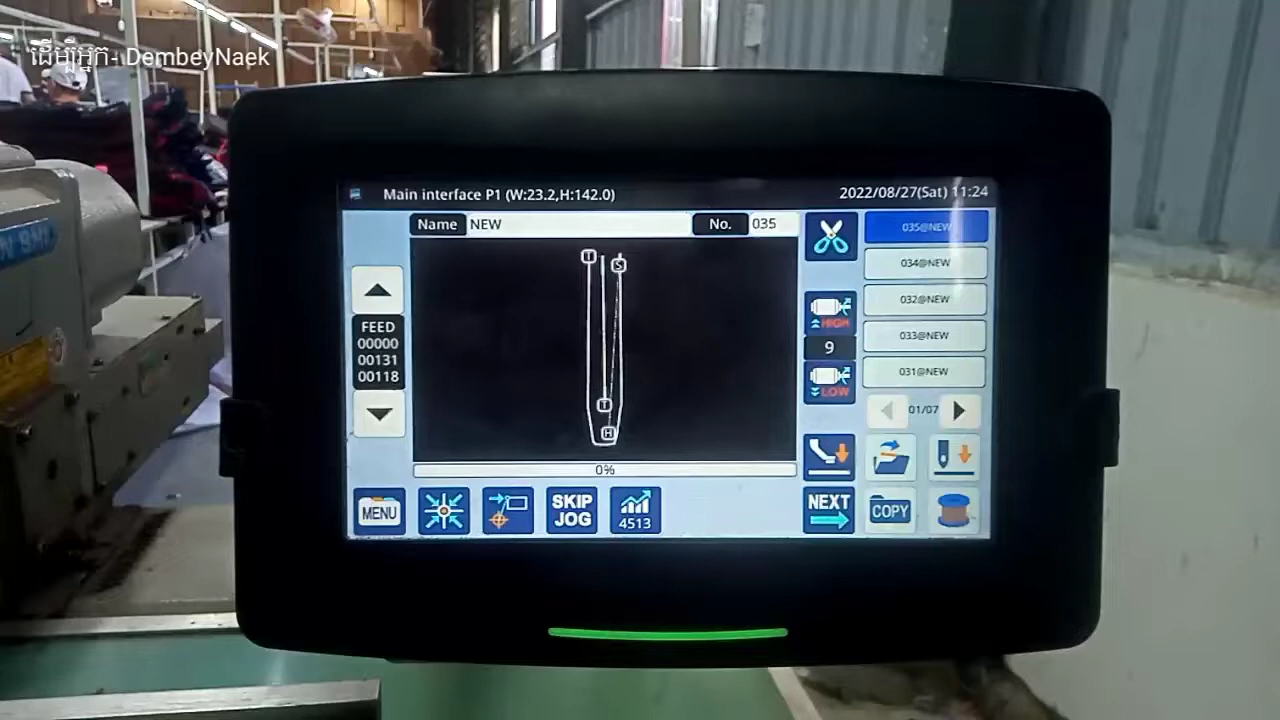 ដើម្បីអ្នក- DembeyNaek
Main interface P1 (W:23.2,H:142.0)
2022/08/27(Sat) 11:24
Name NEW
No. 035
035@NEW
034@NEW
032@NEW
033@NEW
031@NEW
01/07
FEED
00000
00131
00118
T
S
T
H
HIGH
9
LOW
0%
MENU
SKIP
JOG
4513
NEXT
COPY